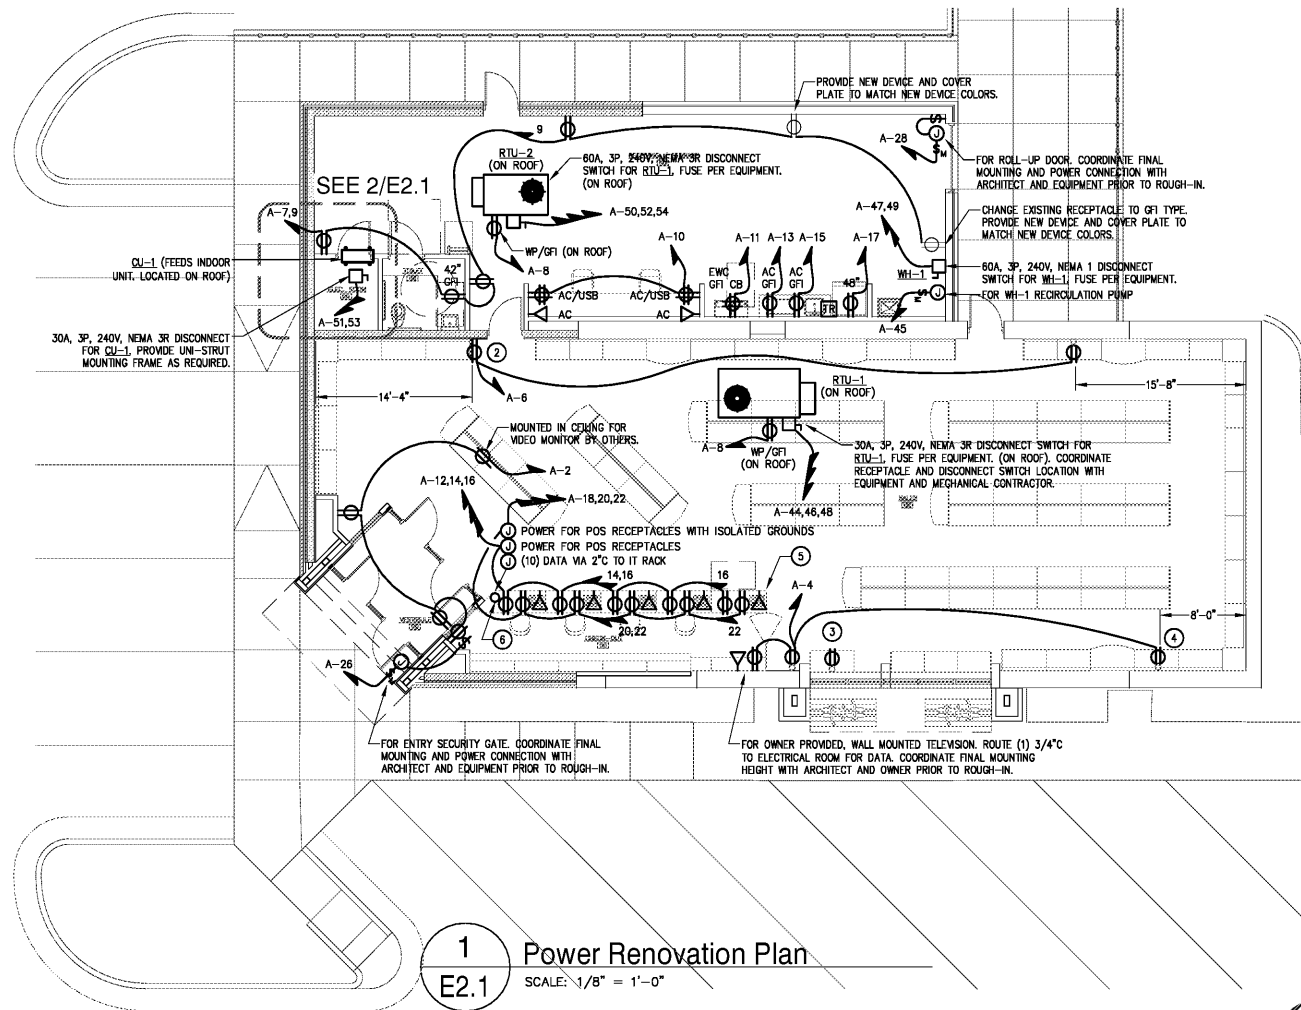 PROVIDE NEW DEVICE AND COVER
PLATE TO MATCH NEW DEVICE COLORS.
9
A-28
J
M
RTU-2
(ON ROOF)
60A, 3P, 240V, NEMA 3R DISCONNECT
SWITCH FOR RTU-1, FUSE PER EQUIPMENT.
(ON ROOF)
FOR ROLL-UP DOOR. COORDINATE FINAL
MOUNTING AND POWER CONNECTION WITH
ARCHITECT AND EQUIPMENT PRIOR TO ROUGH-IN.
SEE 2/E2.1
A-7,9
A-50,52,54
A-47,49
CHANGE EXISTING RECEPTACLE TO GFI TYPE.
PROVIDE NEW DEVICE AND COVER PLATE TO
MATCH NEW DEVICE COLORS.
WP/GFI (ON ROOF)
A-8
A-10
A-11
A-13
A-15
A-17
CU-1 (FEEDS INDOOR
UNIT, LOCATED ON ROOF)
42"
GFI
EWC
GFI
CB
AC
GFI
AC
GFI
48"
WH-1
60A, 3P, 240V, NEMA 1 DISCONNECT
SWITCH FOR WH-1, FUSE PER EQUIPMENT.
AC/USB
AC/USB
AC
AC
J
FOR WH-1 RECIRCULATION PUMP
A-51,53
A-45
30A, 3P, 240V, NEMA 3R DISCONNECT
FOR CU-1, PROVIDE UNI-STRUT
MOUNTING FRAME AS REQUIRED.
2
A-6
14'-4"
RTU-1
(ON ROOF)
15'-8"
MOUNTED IN CEILING FOR
VIDEO MONITOR BY OTHERS.
A-2
A-8
WP/GFI
(ON ROOF)
30A, 3P, 240V, NEMA 3R DISCONNECT SWITCH FOR
RTU-1, FUSE PER EQUIPMENT. (ON ROOF). COORDINATE
RECEPTACLE AND DISCONNECT SWITCH LOCATION WITH
EQUIPMENT AND MECHANICAL CONTRACTOR.
A-12,14,16
A-18,20,22
A-44,46,48
J POWER FOR POS RECEPTACLES WITH ISOLATED GROUNDS
J POWER FOR POS RECEPTACLES
J (10) DATA VIA 2"C TO IT RACK
5
14,16
16
A-4
20,22
22
6
3
4
8'-0"
J
A-26
FOR ENTRY SECURITY GATE. COORDINATE FINAL
MOUNTING AND POWER CONNECTION WITH
ARCHITECT AND EQUIPMENT PRIOR TO ROUGH-IN.
FOR OWNER PROVIDED, WALL MOUNTED TELEVISION. ROUTE (1) 3/4"C
TO ELECTRICAL ROOM FOR DATA. COORDINATE FINAL MOUNTING
HEIGHT WITH ARCHITECT AND OWNER PRIOR TO ROUGH-IN.
1
E2.1
Power Renovation Plan
SCALE: 1/8" = 1'-0"